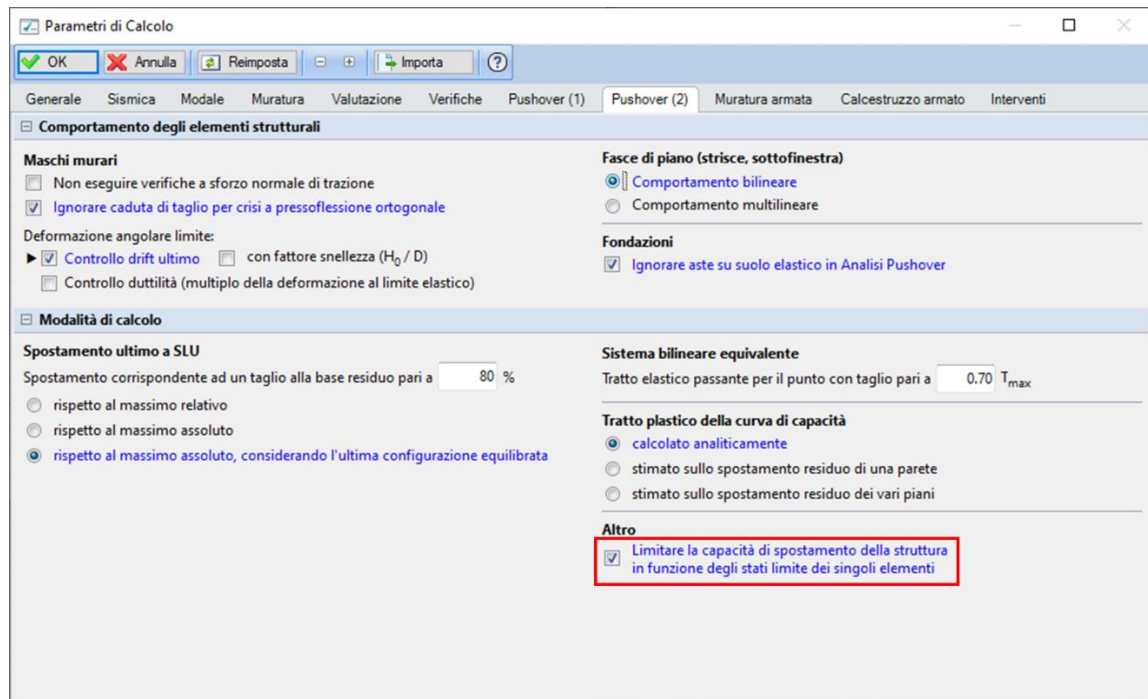 Parametri di Calcolo
OK Annulla Reimposta Importa ?
Generale Sismica Modale Muratura Valutazione Verifiche Pushover (1) Pushover (2) Muratura armata Calcestruzzo armato Interventi
Comportamento degli elementi strutturali
Maschi murari
Non eseguire verifiche a sforzo normale di trazione
Ignorare caduta di taglio per crisi a pressoflessione ortogonale
Deformazione angolare limite:
Controllo drift ultimo con fattore snellezza (H0 / D)
Controllo duttilità (multiplo della deformazione al limite elastico)
Fasce di piano (strisce, sottofinestra)
Comportamento bilineare
Comportamento multilineare
Fondazioni
Ignorare aste su suolo elastico in Analisi Pushover
Modalità di calcolo
Spostamento ultimo a SLU
Spostamento corrispondente ad un taglio alla base residuo pari a 80 %
rispetto al massimo relativo
rispetto al massimo assoluto
rispetto al massimo assoluto, considerando l'ultima configurazione equilibrata
Sistema bilineare equivalente
Tratto elastico passante per il punto con taglio pari a 0.70 Tmax
Tratto plastico della curva di capacità
calcolato analiticamente
stimato sullo spostamento residuo di una parete
stimato sullo spostamento residuo dei vari piani
Altro
Limitare la capacità di spostamento della struttura
in funzione degli stati limite dei singoli elementi